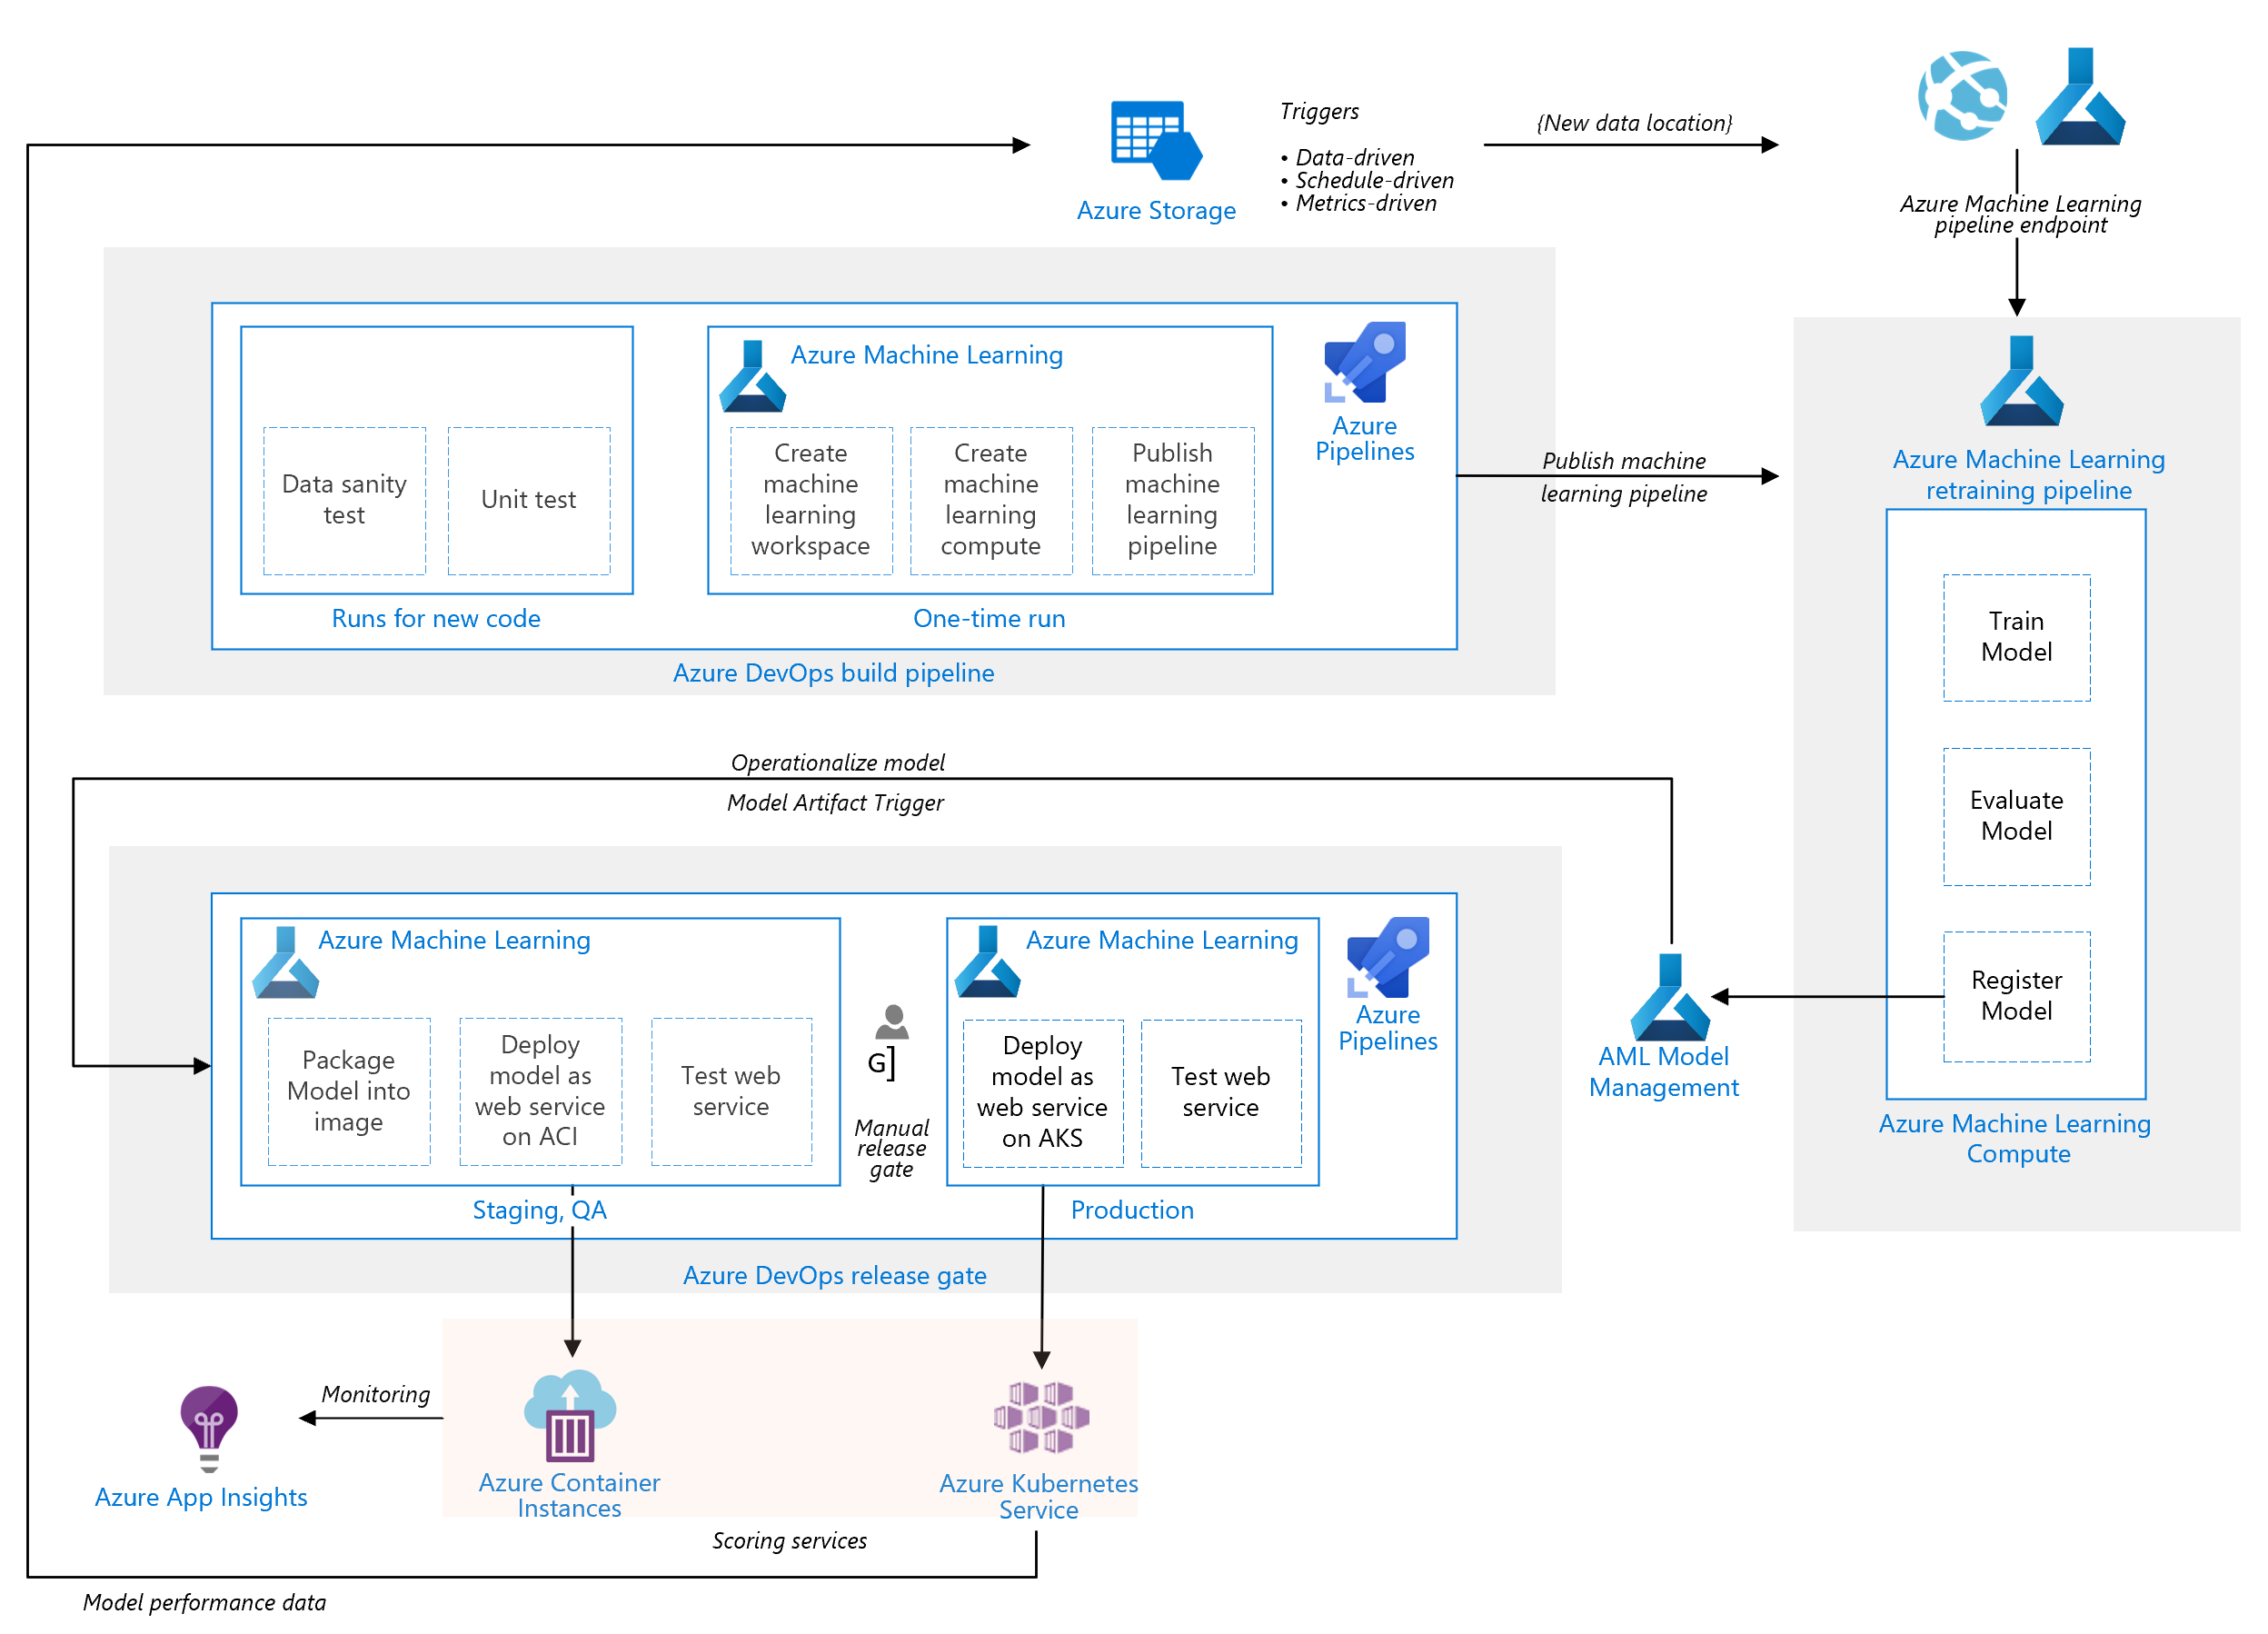 Triggers
• Data-driven
• Schedule-driven
• Metrics-driven
{New data location}
Azure Storage
Azure Machine Learning
pipeline endpoint
Azure Machine Learning
Azure
Pipelines
Data sanity
test
Unit test
Create
machine
learning
workspace
Create
machine
learning
compute
Publish
machine
learning
pipeline
Runs for new code
One-time run
Azure DevOps build pipeline
Publish machine
learning pipeline
Azure Machine Learning
retraining pipeline
Train
Model
Evaluate
Model
Register
Model
Azure Machine Learning
Compute
AML Model
Management
Operationalize model
Model Artifact Trigger
Azure Machine Learning
Package
Model into
image
Deploy
model as
web service
on ACI
Test web
service
Staging, QA
G]
Manual
release
gate
Azure Machine Learning
Deploy
model as
web service
on AKS
Test web
service
Production
Azure
Pipelines
Azure DevOps release gate
Monitoring
Azure App Insights
Azure Container
Instances
Azure Kubernetes
Service
Scoring services
Model performance data